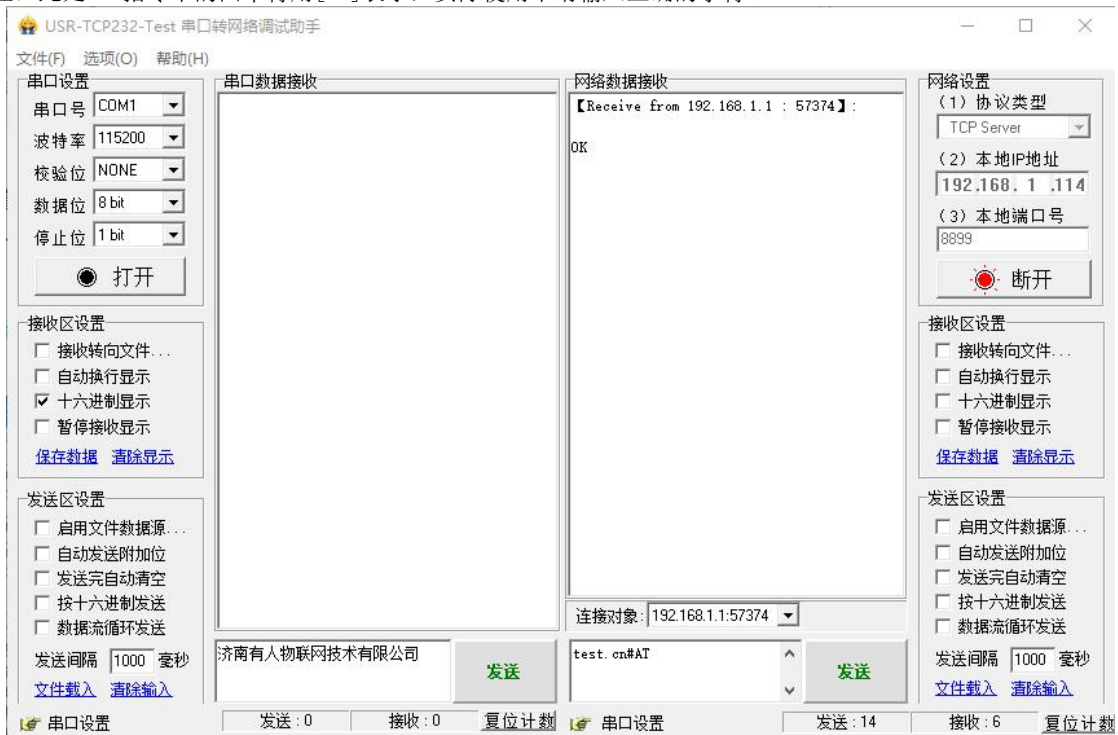 USR-TCP232-Test 串口转网络调试助手
文件(F) 选项(O) 帮助(H)
串口设置
串口号 COM1
波特率 115200
校验位 NONE
数据位 8 bit
停止位 1 bit
打开
接收区设置
接收转向文件...
自动换行显示
十六进制显示
暂停接收显示
保存数据 清除显示
发送区设置
启用文件数据源...
自动发送附加位
发送完自动清空
按十六进制发送
数据流循环发送
发送间隔 1000 毫秒
文件载入 清除输入
串口数据接收
济南有人物联网技术有限公司
发送
网络数据接收
【Receive from 192.168.1.1 : 57374】:
OK
连接对象: 192.168.1.1:57374
test.cn#AT
发送
网络设置
(1) 协议类型
TCP Server
(2) 本地IP地址
192.168. 1 .114
(3) 本地端口号
8899
断开
接收区设置
接收转向文件...
自动换行显示
十六进制显示
暂停接收显示
保存数据 清除显示
发送区设置
启用文件数据源...
自动发送附加位
发送完自动清空
按十六进制发送
数据流循环发送
发送间隔 1000 毫秒
文件载入 清除输入
串口设置 发送:0 接收:0 复位计数 串口设置 发送:14 接收:6 复位计数